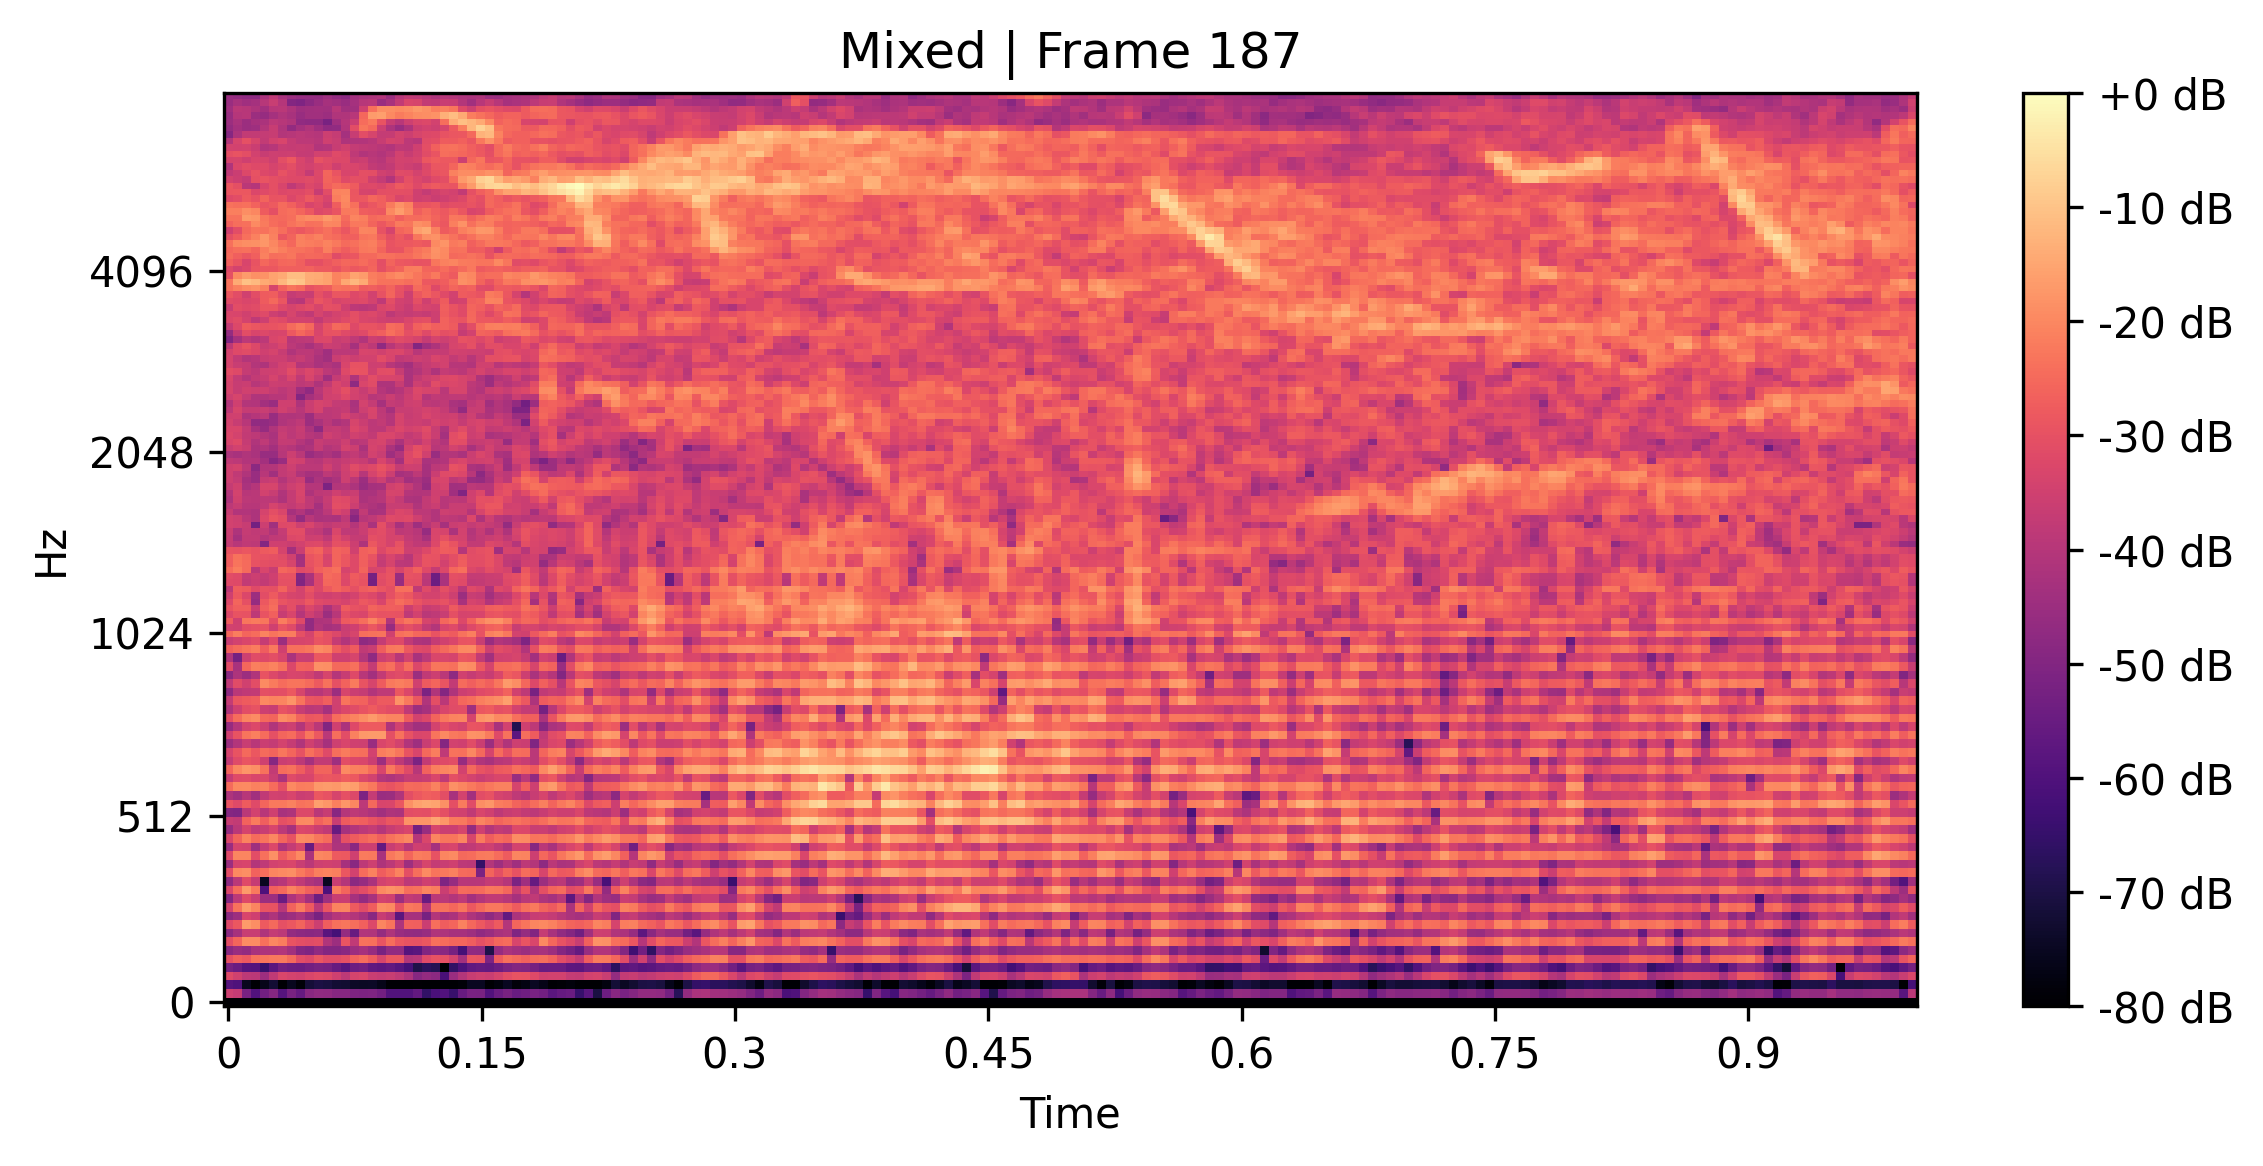 Mixed | Frame 187
Hz
4096
2048
1024
512
0
0 0.15 0.3 0.45 0.6 0.75 0.9
Time
+0 dB
-10 dB
-20 dB
-30 dB
-40 dB
-50 dB
-60 dB
-70 dB
-80 dB